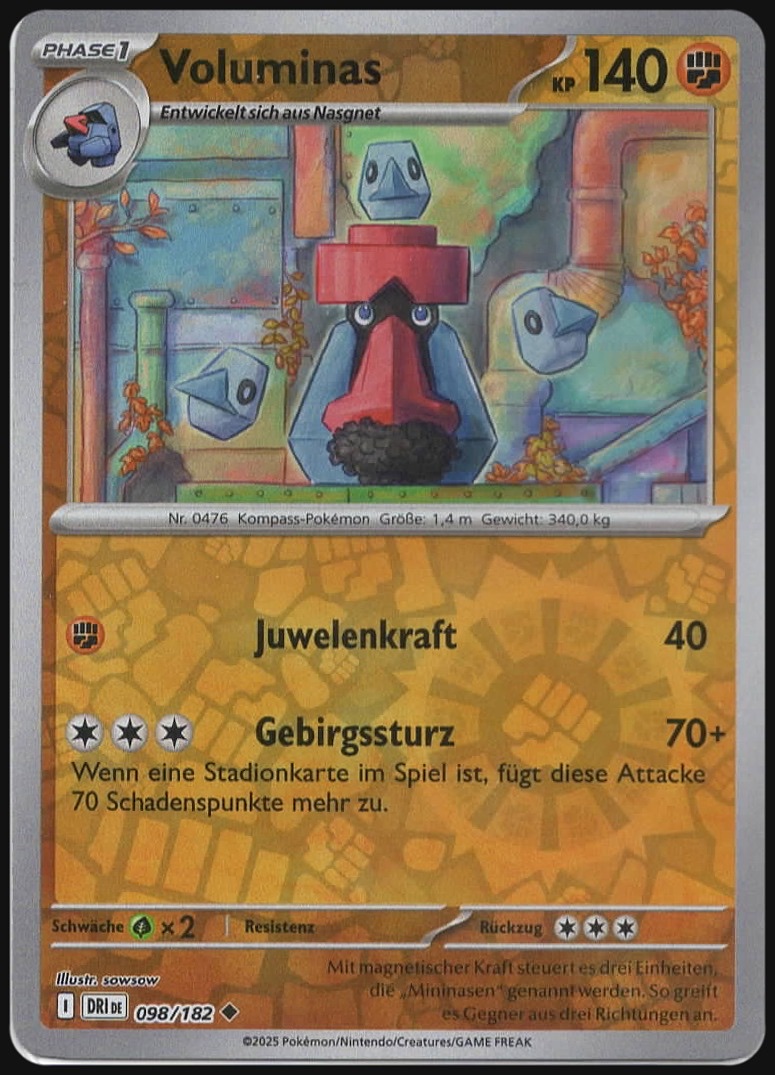 PHASE 1
Voluminas
KP 140
Entwickelt sich aus Nasgnet
Nr. 0476 Kompass-Pokémon Größe: 1,4 m Gewicht: 340,0 kg
Juwelenkraft 40
Gebirgssturz 70+
Wenn eine Stadionkarte im Spiel ist, fügt diese Attacke
70 Schadenspunkte mehr zu.
Schwäche ×2 Resistenz Rückzug
Illustr. sowsow
Mit magnetischer Kraft steuert es drei Einheiten,
die „Mininasen“ genannt werden. So greift
es Gegner aus drei Richtungen an.
I DRI DE 098/182
©2025 Pokémon/Nintendo/Creatures/GAME FREAK